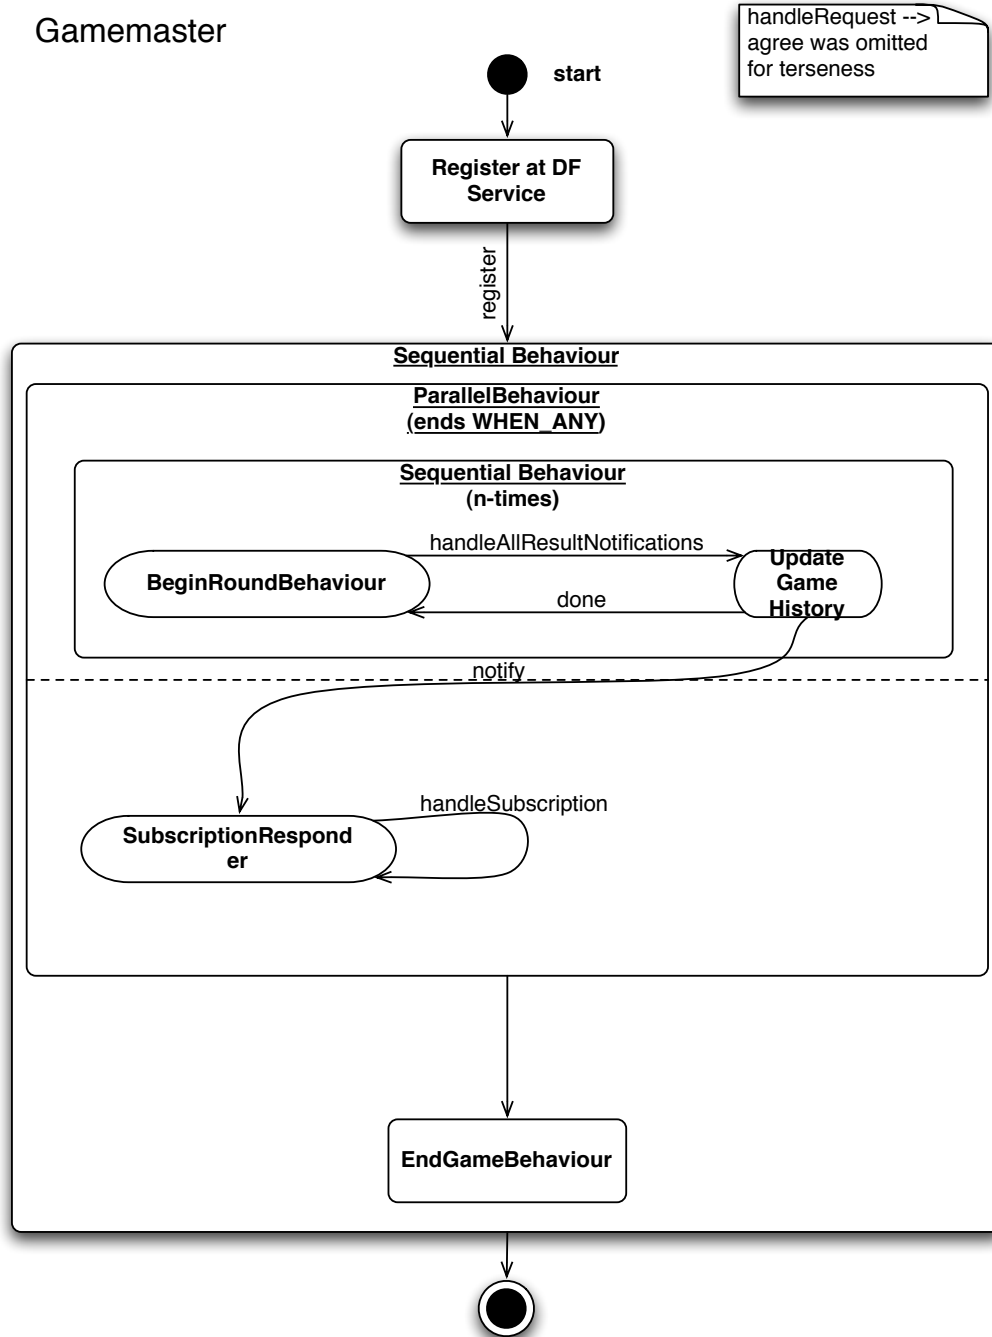 Gamemaster
handleRequest -->
agree was omitted
for terseness
start
Register at DF
Service
register
Sequential Behaviour
ParallelBehaviour
(ends WHEN_ANY)
Sequential Behaviour
(n-times)
handleAllResultNotifications
BeginRoundBehaviour
Update
Game
History
done
notify
handleSubscription
SubscriptionRespond
er
EndGameBehaviour